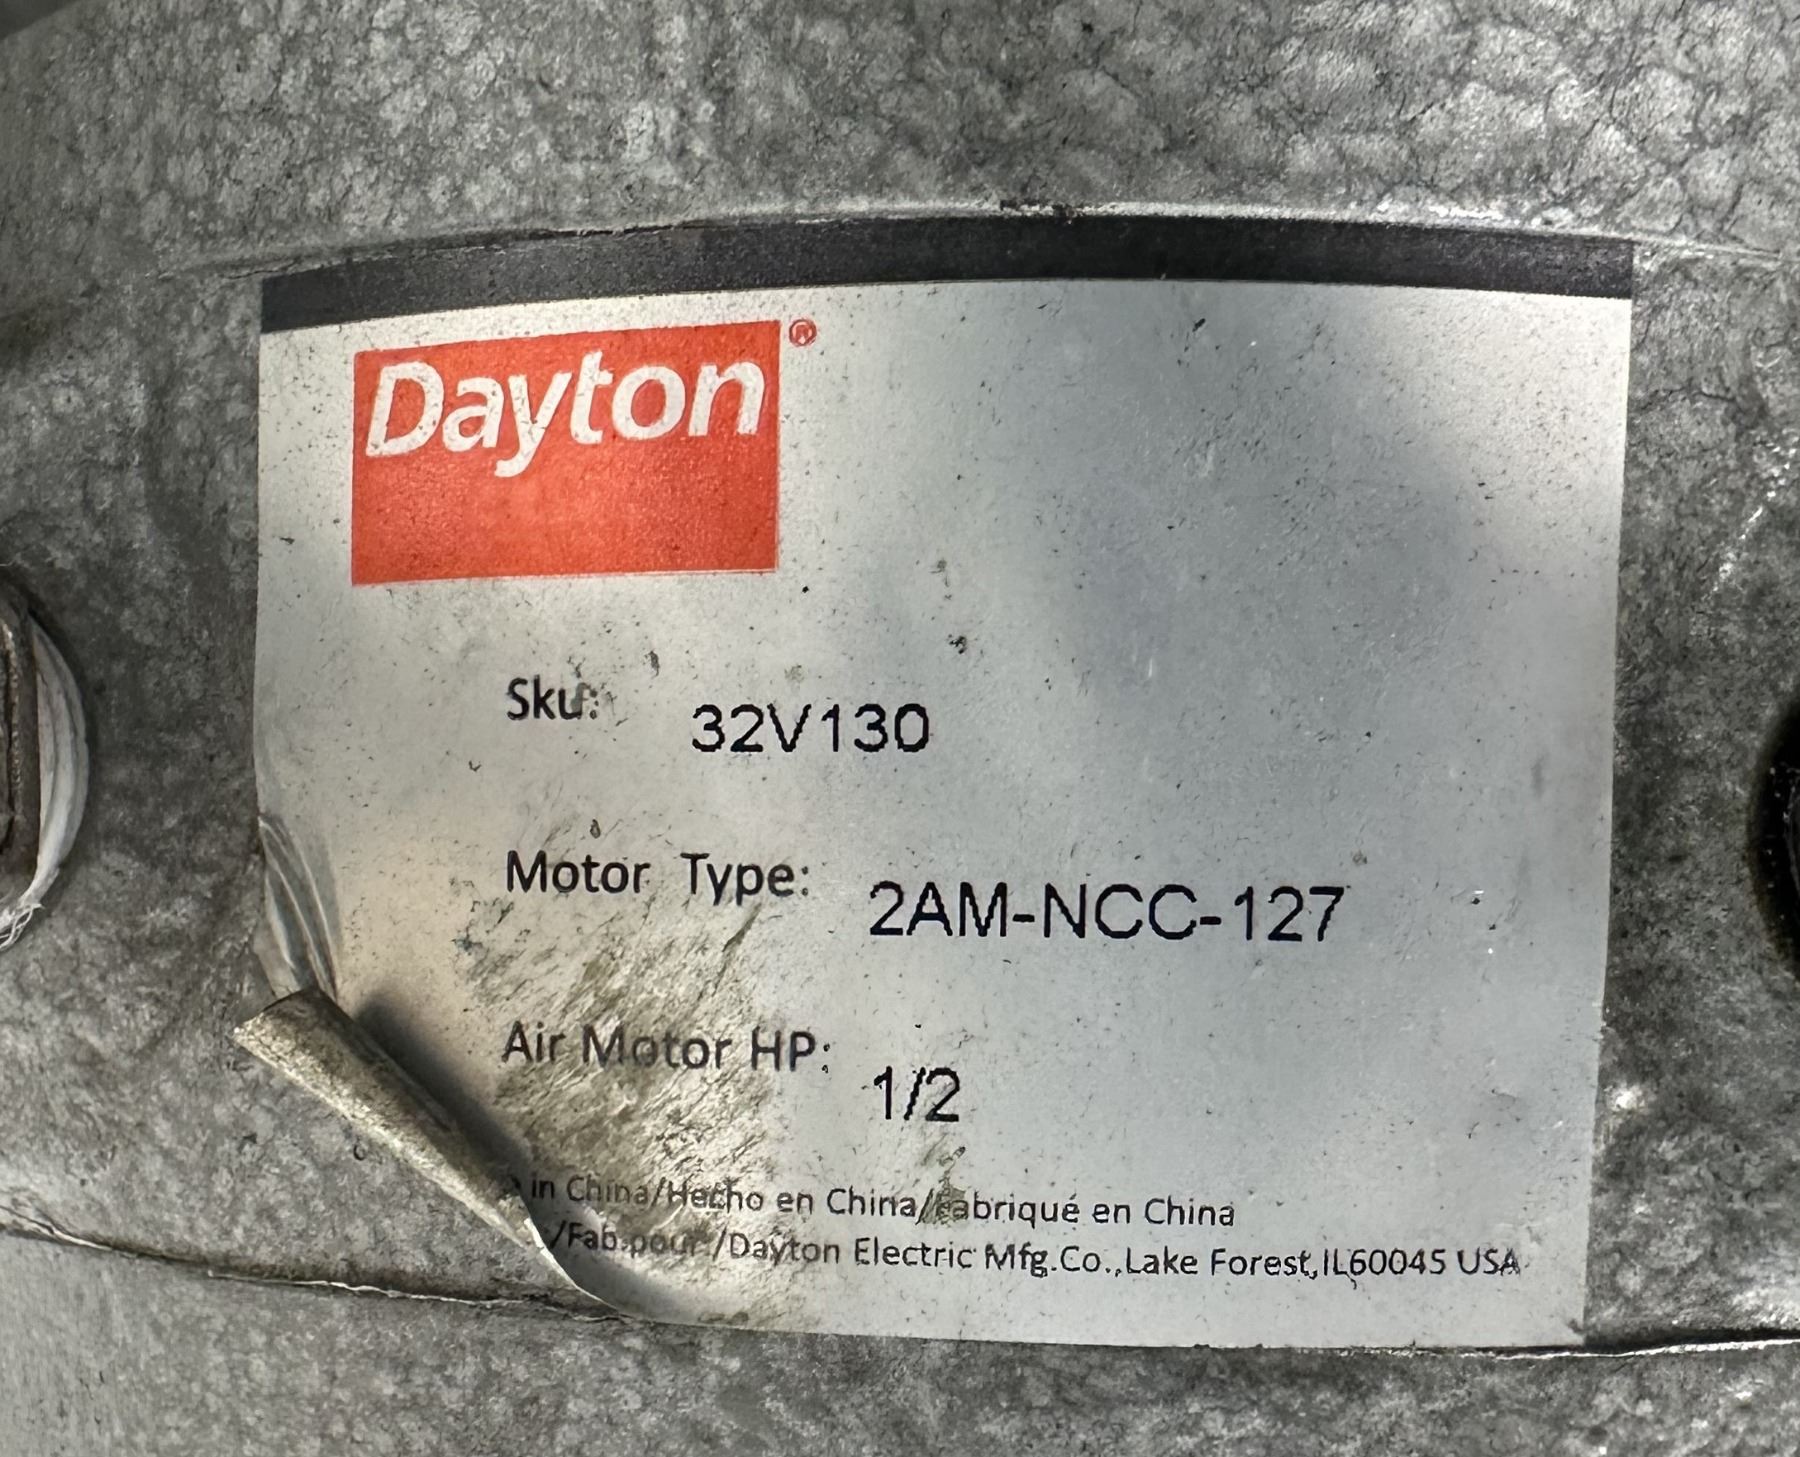 Dayton®
Sku: 32V130
Motor Type: 2AM-NCC-127
Air Motor HP: 1/2
in China/Hecho en China/Fabriqué en China
/Fab.pour/Dayton Electric Mfg.Co.,Lake Forest,IL60045 USA